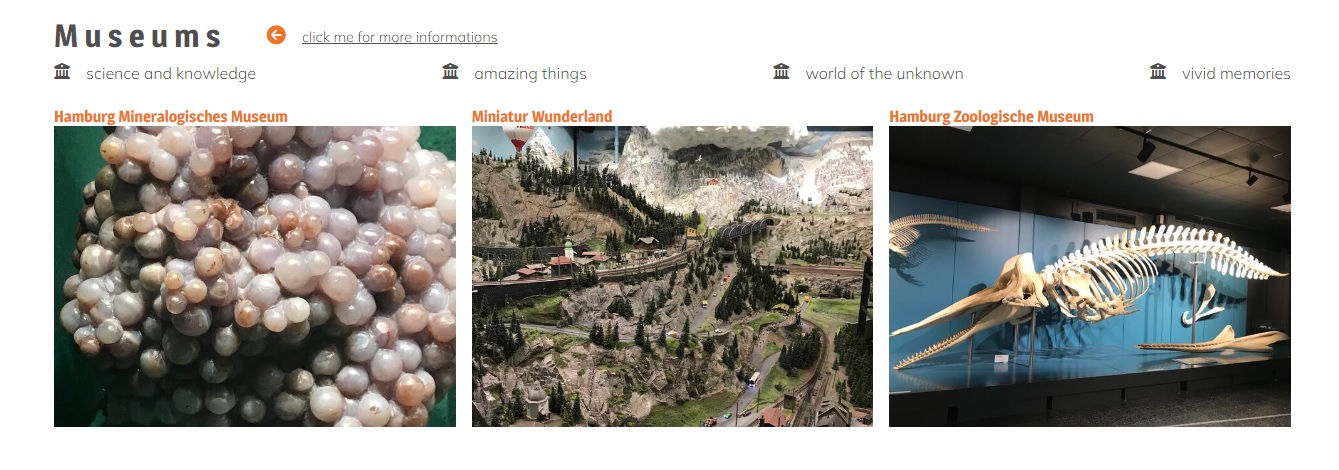 Museums click me for more informations
science and knowledge amazing things world of the unknown vivid memories
Hamburg Mineralogisches Museum Miniatur Wunderland Hamburg Zoologische Museum